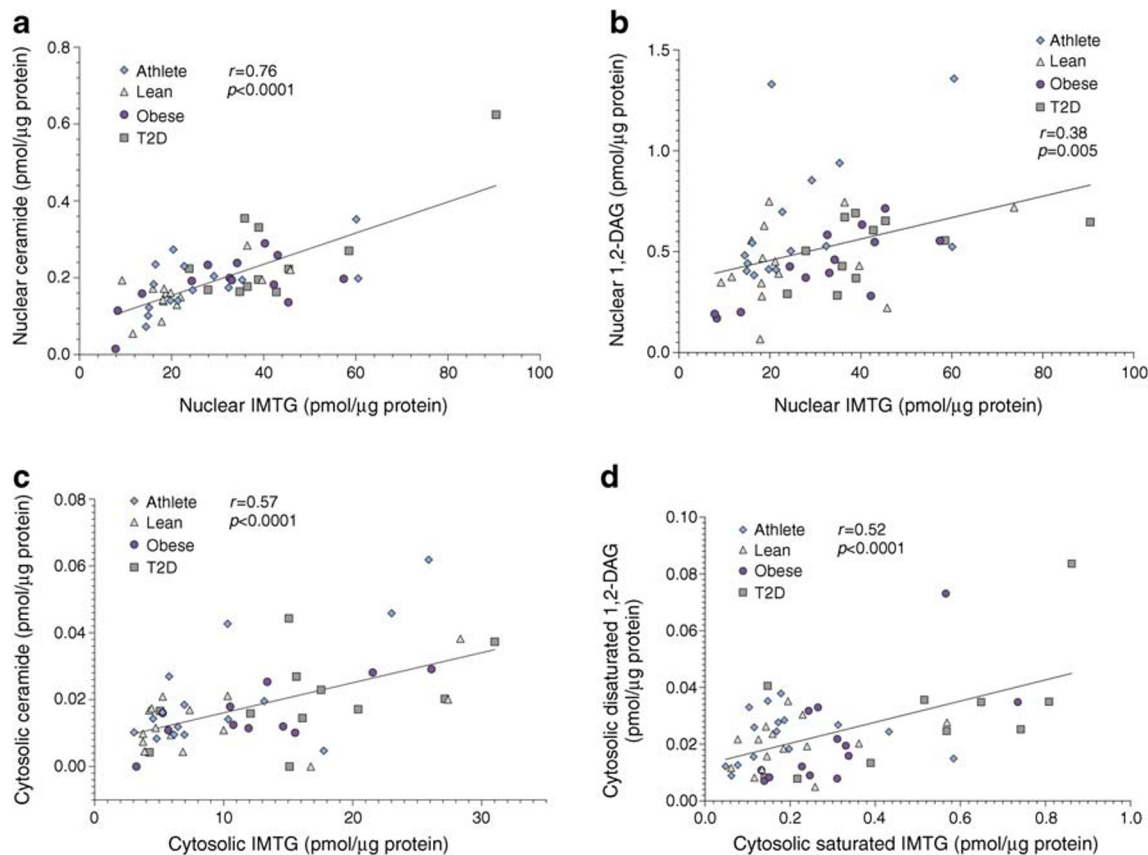 a
Nuclear ceramide (pmol/μg protein)
0.8
0.6
0.4
0.2
0.0
Athlete
Lean
Obese
T2D
r=0.76
p<0.0001
0 20 40 60 80 100
Nuclear IMTG (pmol/μg protein)
b
Nuclear 1,2-DAG (pmol/μg protein)
1.5
1.0
0.5
0.0
Athlete
Lean
Obese
T2D
r=0.38
p=0.005
0 20 40 60 80 100
Nuclear IMTG (pmol/μg protein)
c
Cytosolic ceramide (pmol/μg protein)
0.08
0.06
0.04
0.02
0.00
Athlete
Lean
Obese
T2D
r=0.57
p<0.0001
0 10 20 30
Cytosolic IMTG (pmol/μg protein)
d
Cytosolic disaturated 1,2-DAG
(pmol/μg protein)
0.10
0.08
0.06
0.04
0.02
0.00
Athlete
Lean
Obese
T2D
r=0.52
p<0.0001
0.0 0.2 0.4 0.6 0.8 1.0
Cytosolic saturated IMTG (pmol/μg protein)